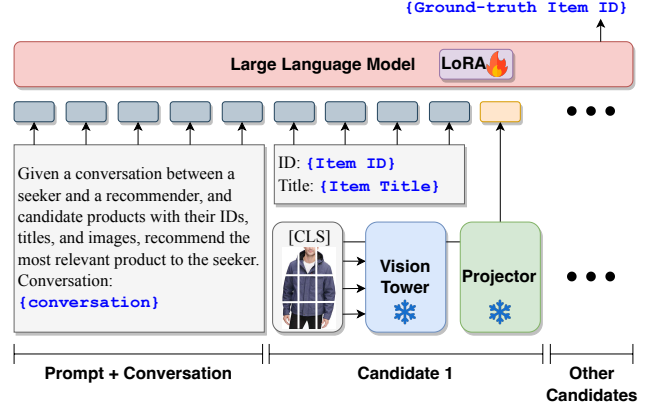 {Ground-truth Item ID}
Large Language Model
LoRA
Given a conversation between a
seeker and a recommender, and
candidate products with their IDs,
titles, and images, recommend the
most relevant product to the seeker.
Conversation:
{conversation}
ID: {Item ID}
Title: {Item Title}
[CLS]
Vision
Tower
Projector
Prompt + Conversation
Candidate 1
Other
Candidates